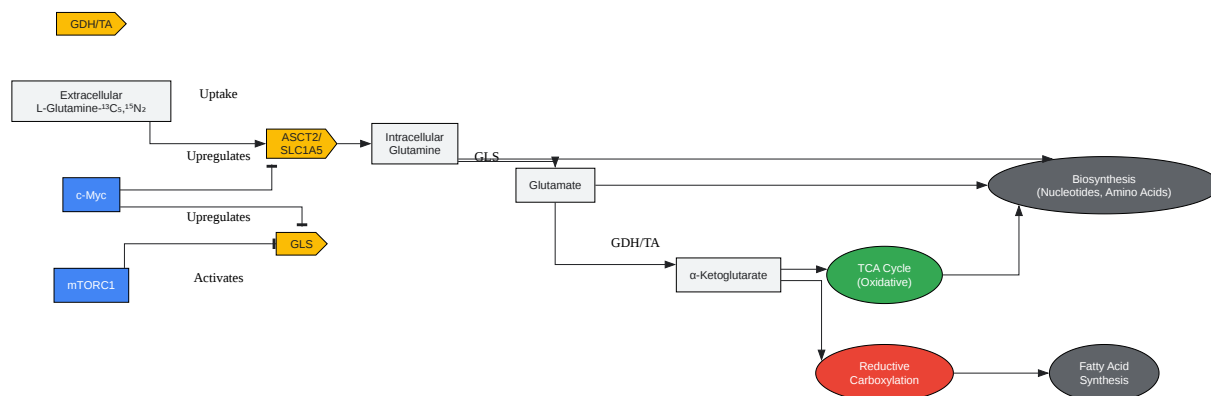 GDH/TA
Extracellular
L-Glutamine-¹³C₅,¹⁵N₂
Uptake
ASCT2/
SLC1A5
Intracellular
Glutamine
Upregulates
GLS
c-Myc
Glutamate
Biosynthesis
(Nucleotides, Amino Acids)
Upregulates
GLS
GDH/TA
mTORC1
Activates
α-Ketoglutarate
TCA Cycle
(Oxidative)
Reductive
Carboxylation
Fatty Acid
Synthesis